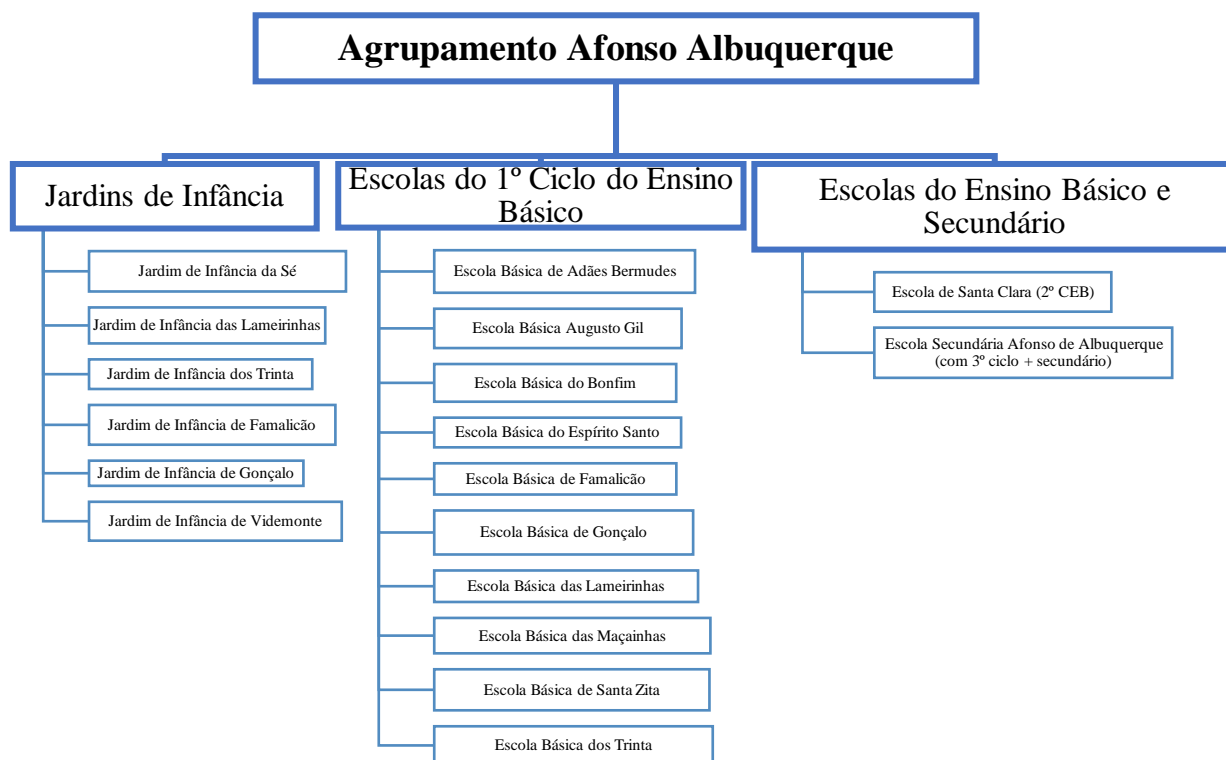 Agrupamento Afonso Albuquerque
Jardins de Infância
Jardim de Infância da Sé
Jardim de Infância das Lameirinhas
Jardim de Infância dos Trinta
Jardim de Infância de Famalicão
Jardim de Infância de Gonçalo
Jardim de Infância de Videmonte
Escolas do 1º Ciclo do Ensino
Básico
Escola Básica de Adães Bermudes
Escola Básica Augusto Gil
Escola Básica do Bonfim
Escola Básica do Espírito Santo
Escola Básica de Famalicão
Escola Básica de Gonçalo
Escola Básica das Lameirinhas
Escola Básica das Maçainhas
Escola Básica de Santa Zita
Escola Básica dos Trinta
Escolas do Ensino Básico e
Secundário
Escola de Santa Clara (2º CEB)
Escola Secundária Afonso de Albuquerque
(com 3º ciclo + secundário)